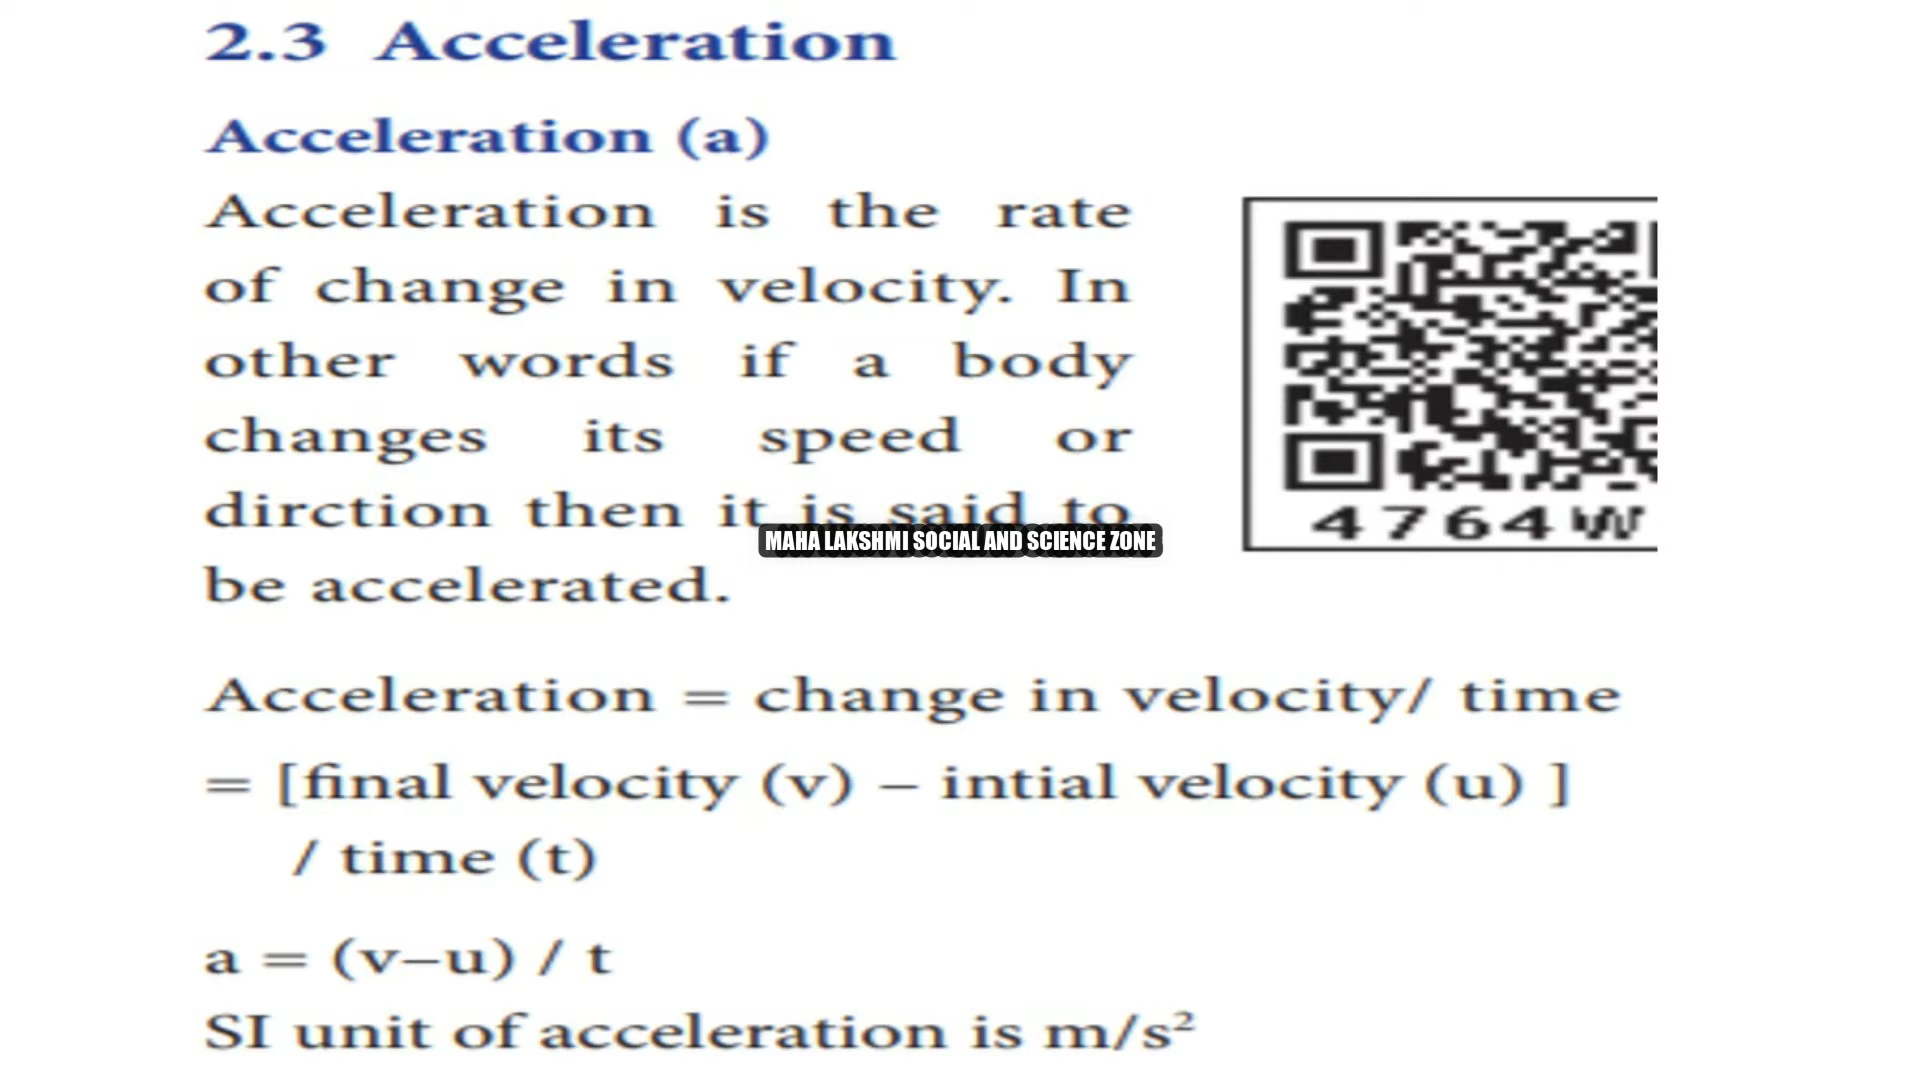 2.3 Acceleration
Acceleration (a)
Acceleration is the rate
of change in velocity. In
other words if a body
changes its speed or
dirction then it is said to
be accelerated.
4764W
MAHA LAKSHMI SOCIAL AND SCIENCE ZONE
Acceleration = change in velocity/ time
= [final velocity (v) – intial velocity (u) ]
/ time (t)
a = (v–u) / t
SI unit of acceleration is m/s²